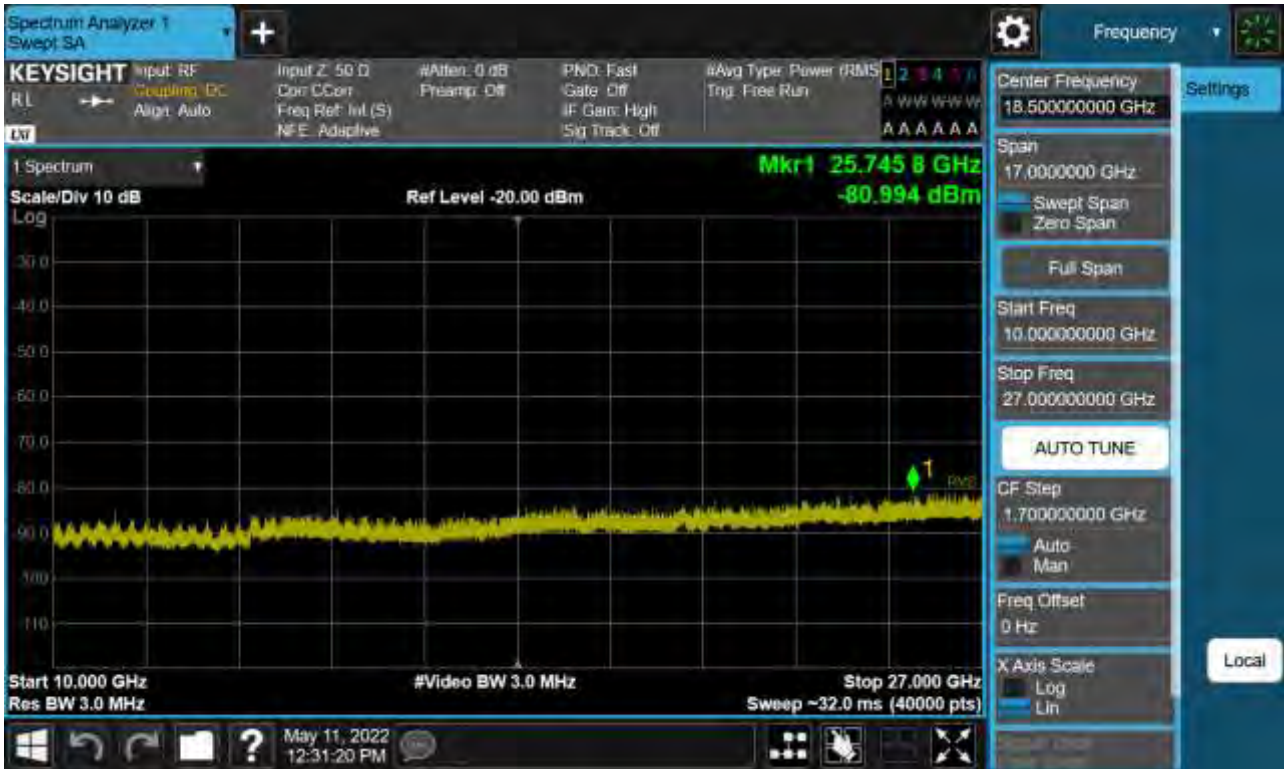 Spectrum Analyzer 1
Swept SA
Frequency
KEYSIGHT
RL
Input: RF
Coupling: DC
Align: Auto
Input Z: 50 Ω
Corr CCorr
Freq Ref: Int (S)
NFE: Adaptive
#Atten: 0 dB
Preamp: Off
PNO: Fast
Gate: Off
IF Gain: High
Sig Track: Off
#Avg Type: Power (RMS
Trig: Free Run
1 2 3 4 5 6
A W W W W W
A A A A A A
1 Spectrum
Scale/Div 10 dB
Ref Level -20.00 dBm
Mkr1 25.745 8 GHz
-80.994 dBm
Log
-30.0
-40.0
-50.0
-60.0
-70.0
-80.0
-90.0
-100
-110
1
RMS
Start 10.000 GHz
#Video BW 3.0 MHz
Stop 27.000 GHz
Res BW 3.0 MHz
Sweep ~32.0 ms (40000 pts)
Center Frequency
18.500000000 GHz
Settings
Span
17.0000000 GHz
Swept Span
Zero Span
Full Span
Start Freq
10.000000000 GHz
Stop Freq
27.000000000 GHz
AUTO TUNE
CF Step
1.700000000 GHz
Auto
Man
Freq Offset
0 Hz
X Axis Scale
Log
Lin
Local
?
May 11, 2022
12:31:20 PM